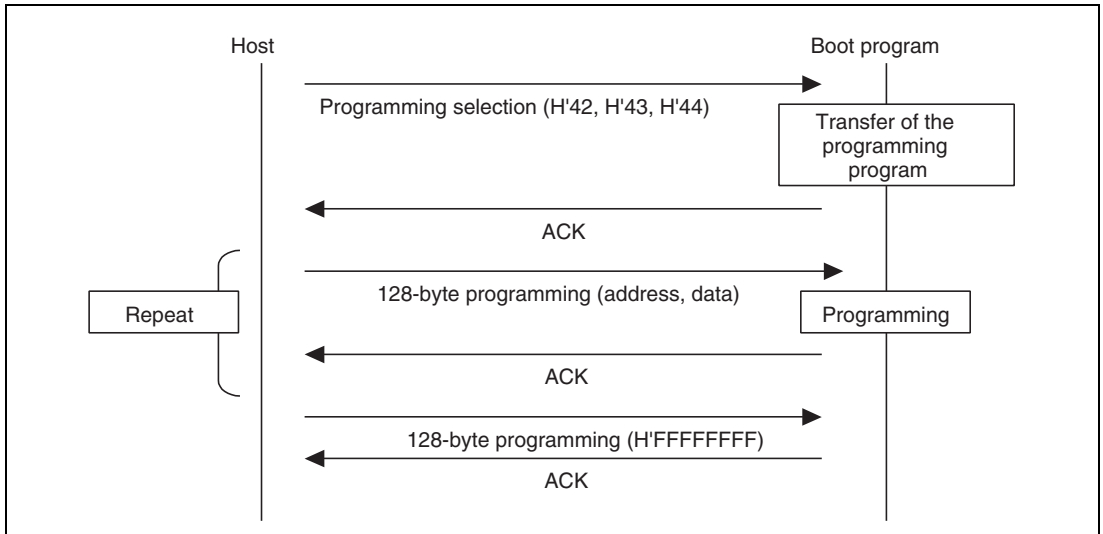 Host
Boot program
Programming selection (H'42, H'43, H'44)
Transfer of the
programming
program
ACK
128-byte programming (address, data)
Repeat
Programming
ACK
128-byte programming (H'FFFFFFFF)
ACK